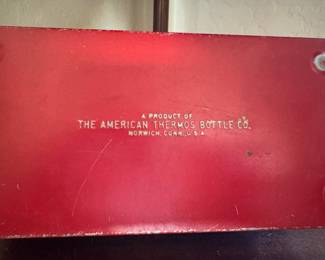 A PRODUCT OF
THE AMERICAN THERMOS BOTTLE CO.
NORWICH, CONN., U.S.A.